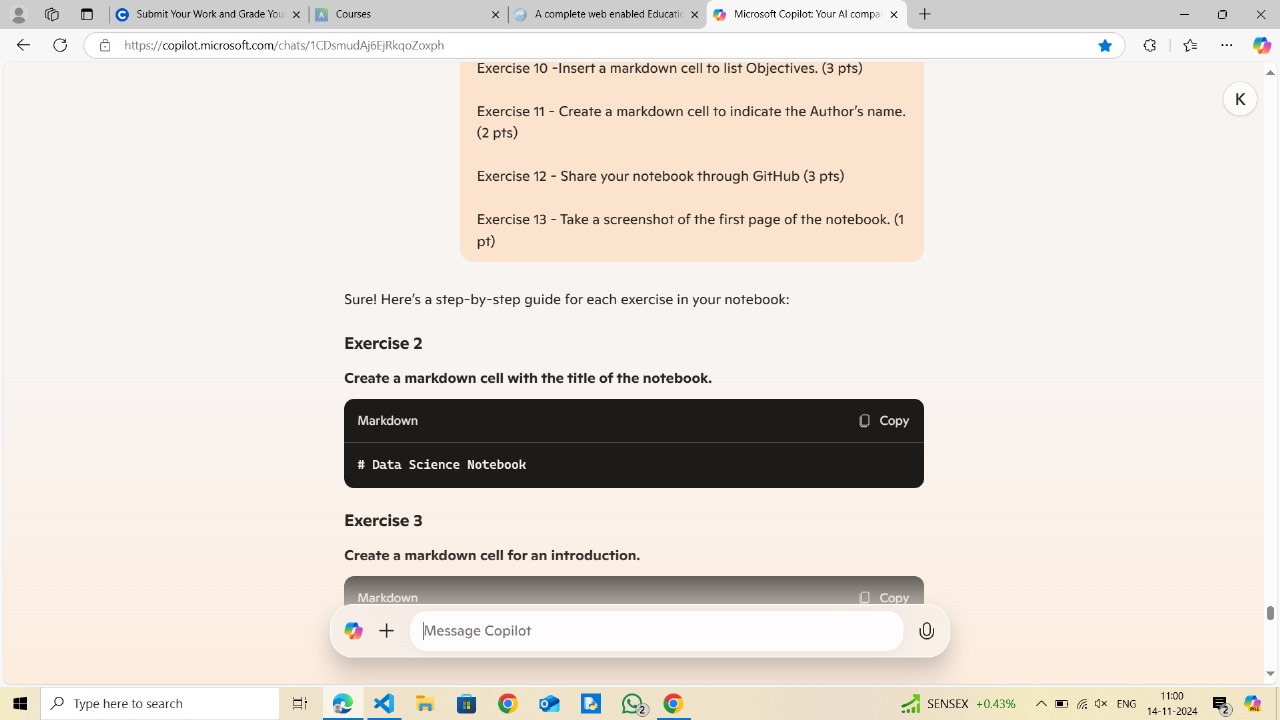 Submit Your Work and Grade You
Courses
Welcome - Competitive Educatic
Microsoft Copilot: Your AI compan
https://copilot.microsoft.com/chats/1CDsmudAj6EjRkqoZoxph
K
Exercise 10 -Insert a markdown cell to list Objectives. (3 pts)
Exercise 11 - Create a markdown cell to indicate the Author's name.
(2 pts)
Exercise 12 - Share your notebook through GitHub (3 pts)
Exercise 13 - Take a screenshot of the first page of the notebook. (1
pt)
Sure! Here's a step-by-step guide for each exercise in your notebook:
Exercise 2
Create a markdown cell with the title of the notebook.
Markdown Copy
# Data Science Notebook
Exercise 3
Create a markdown cell for an introduction.
Markdown Copy
Message Copilot
Type here to search
2
SENSEX +0.43%
ENG
11:00
14-11-2024
2